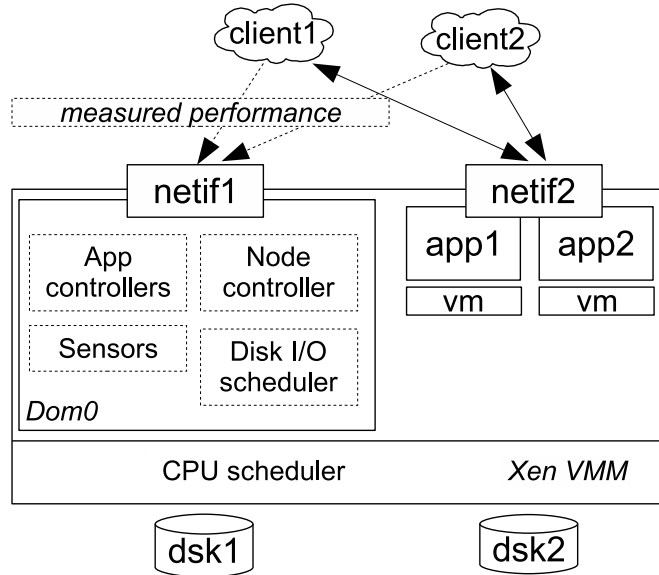 client1
client2
measured performance
netif1
netif2
App
controllers
Node
controller
app1
app2
vm
vm
Sensors
Disk I/O
scheduler
Dom0
CPU scheduler
Xen VMM
dsk1
dsk2